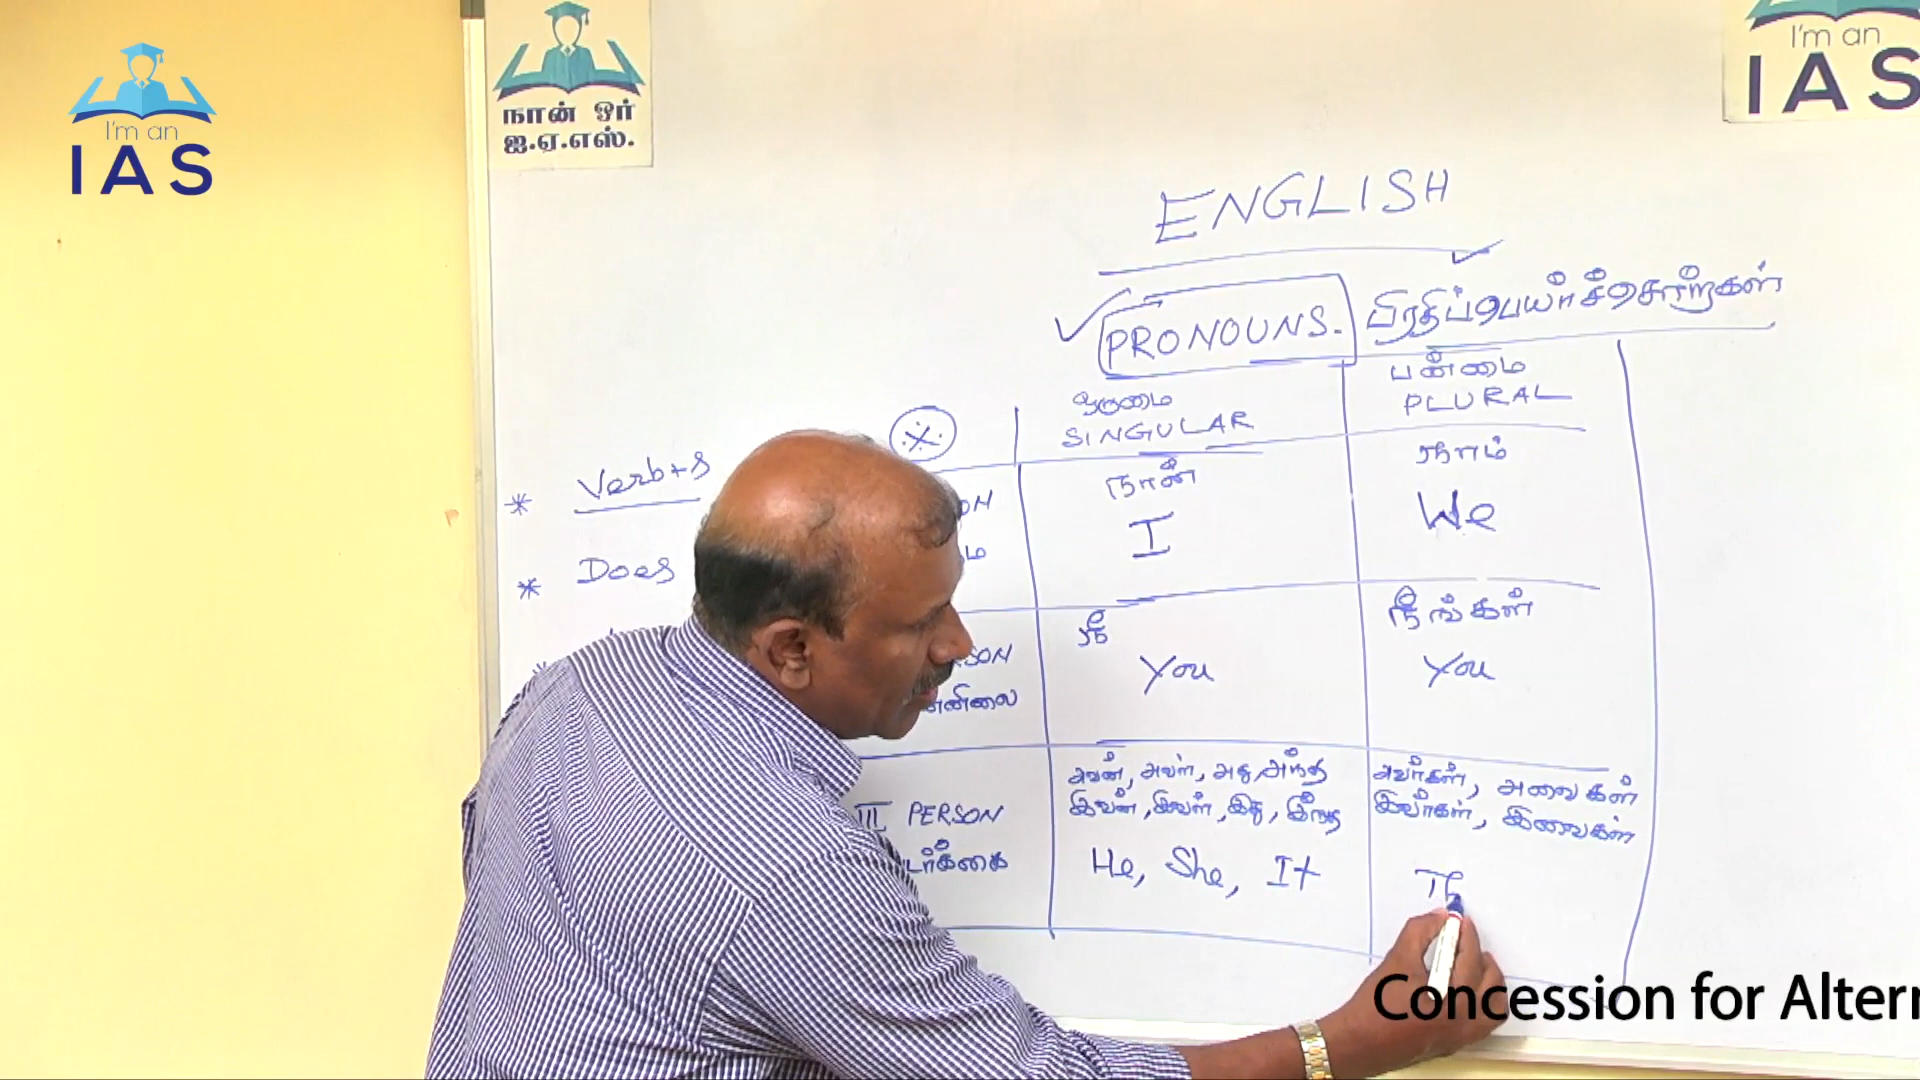 I'm an
IAS
நான் ஓர்
ஐ.ஏ.எஸ்.
I'm an
IAS
ENGLISH
PRONOUNS. பிரதிப்பெயர்ச்சொற்கள்
ஒருமை
SINGULAR
பன்மை
PLURAL
* Verb+s
* Does
நான்
I
நாம்
We
நீ
You
நீங்கள்
You
III PERSON
அவன், அவள், அது, அந்த
இவன், இவள், இது, இந்த
He, She, It
அவர்கள், அவைகள்
இவர்கள், இவைகள்
Th
Concession for Altern